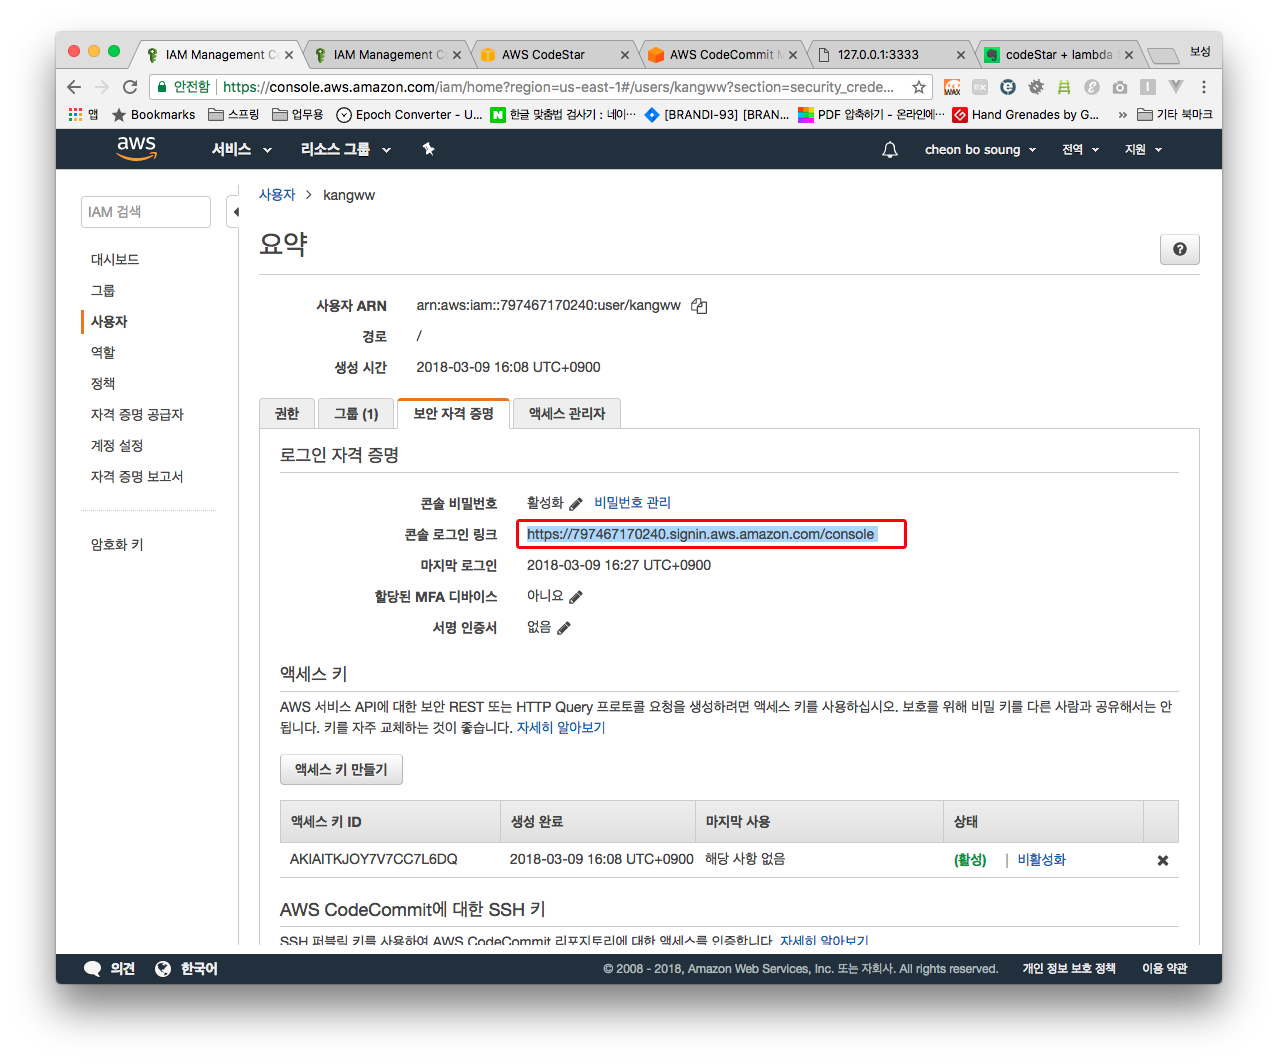 IAM Management Co
IAM Management Co
AWS CodeStar
AWS CodeCommit M
127.0.0.1:3333
codeStar + lambda
보성
안전함
https://console.aws.amazon.com/iam/home?region=us-east-1#/users/kangww?section=security_crede...
앱
Bookmarks
스프링
업무용
Epoch Converter - U...
한글 맞춤법 검사기 : 네이...
[BRANDI-93] [BRAN...
PDF 압축하기 - 온라인에...
Hand Grenades by G...
»
기타 북마크
aws
서비스
리소스 그룹
cheon bo soung
전역
지원
IAM 검색
대시보드
그룹
사용자
역할
정책
자격 증명 공급자
계정 설정
자격 증명 보고서
암호화 키
사용자 > kangww
요약
사용자 ARN arn:aws:iam::797467170240:user/kangww
경로 /
생성 시간 2018-03-09 16:08 UTC+0900
권한
그룹 (1)
보안 자격 증명
액세스 관리자
로그인 자격 증명
콘솔 비밀번호 활성화 비밀번호 관리
콘솔 로그인 링크 https://797467170240.signin.aws.amazon.com/console
마지막 로그인 2018-03-09 16:27 UTC+0900
할당된 MFA 디바이스 아니요
서명 인증서 없음
액세스 키
AWS 서비스 API에 대한 보안 REST 또는 HTTP Query 프로토콜 요청을 생성하려면 액세스 키를 사용하십시오. 보호를 위해 비밀 키를 다른 사람과 공유해서는 안
됩니다. 키를 자주 교체하는 것이 좋습니다. 자세히 알아보기
액세스 키 만들기
액세스 키 ID 생성 완료 마지막 사용 상태
AKIAITKJOY7V7CC7L6DQ 2018-03-09 16:08 UTC+0900 해당 사항 없음 (활성) | 비활성화
AWS CodeCommit에 대한 SSH 키
SSH 퍼블릭 키를 사용하여 AWS CodeCommit 리포지토리에 대한 액세스를 인증합니다. 자세히 알아보기
의견
한국어
© 2008 - 2018, Amazon Web Services, Inc. 또는 자회사. All rights reserved.
개인 정보 보호 정책
이용 약관